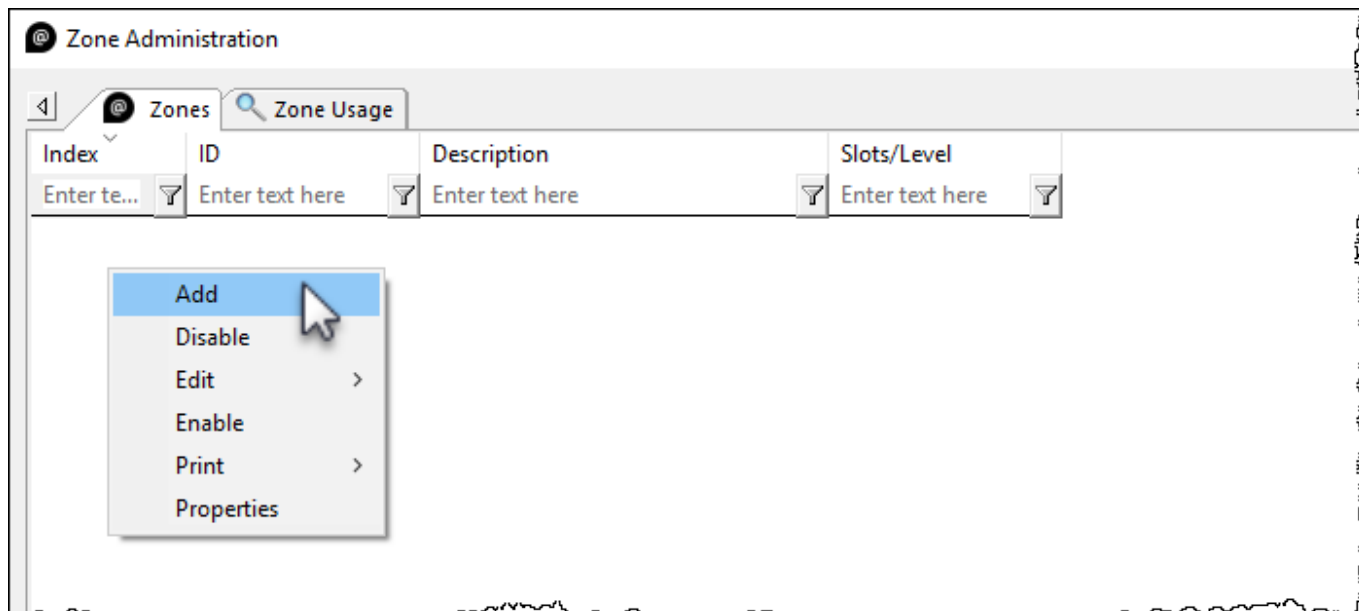 Zone Administration
Zones Zone Usage
Index ID Description Slots/Level
Enter te... Enter text here Enter text here Enter text here
Add
Disable
Edit
Enable
Print
Properties